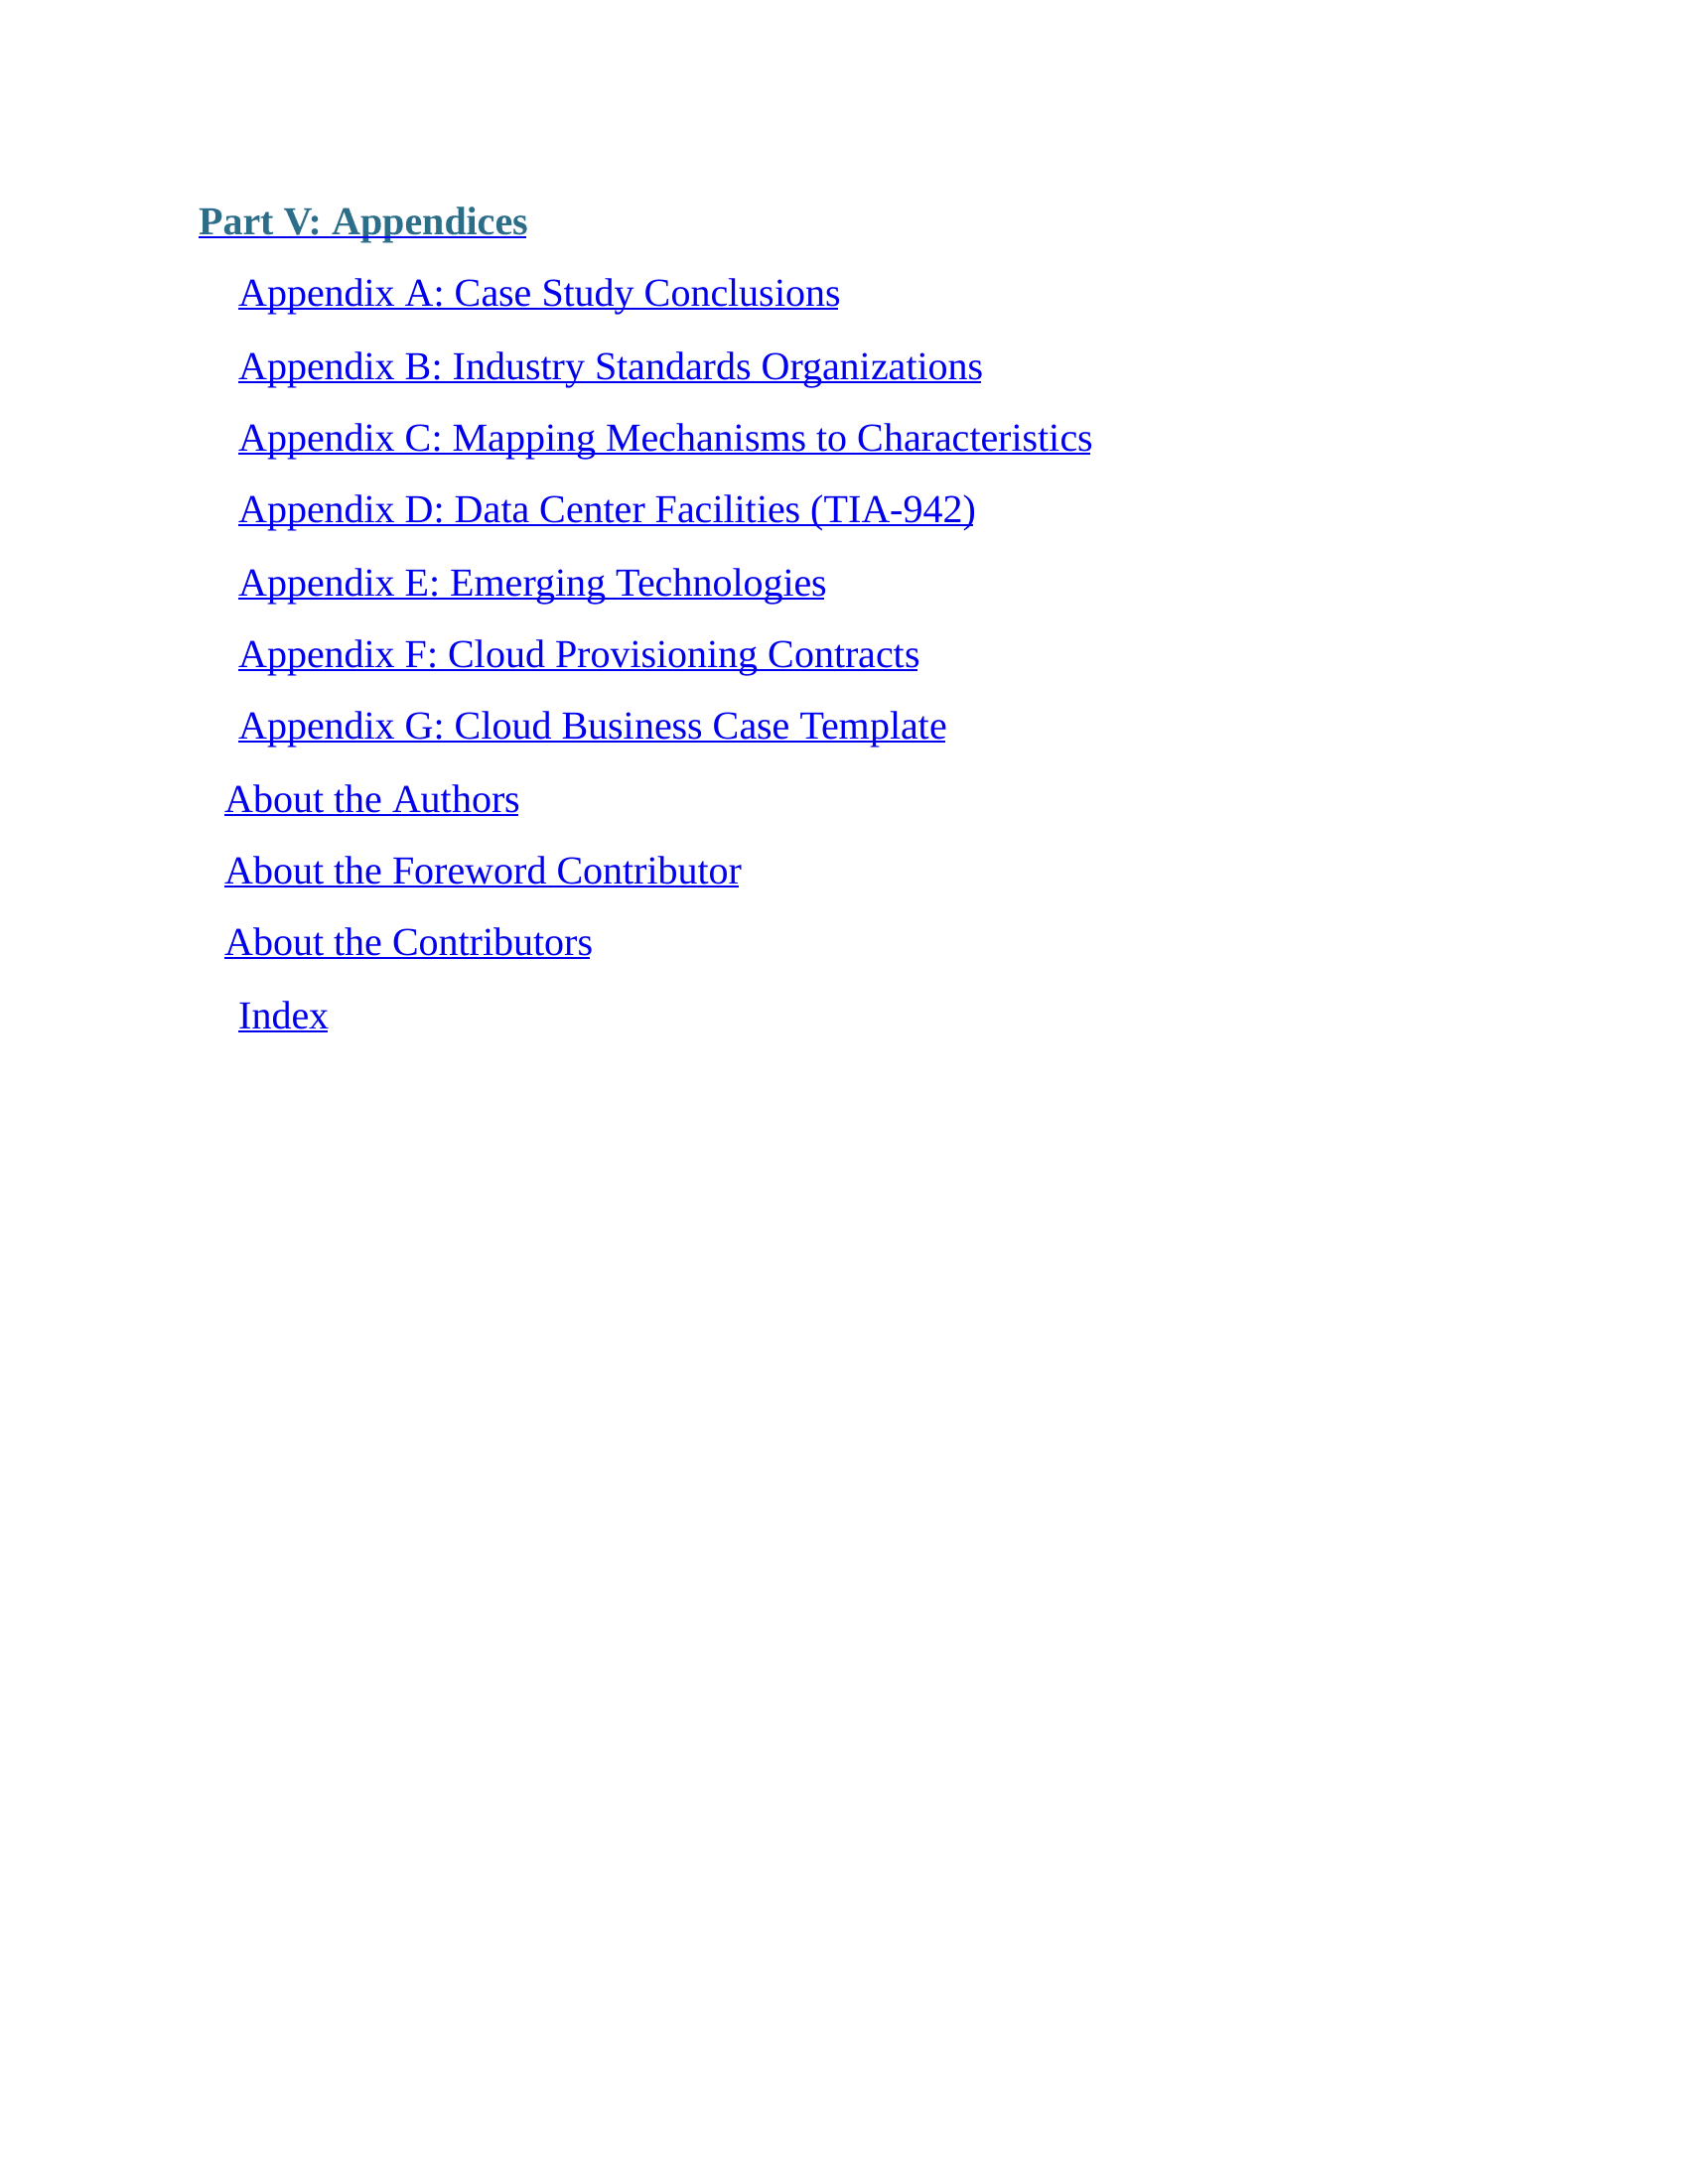 Part V: Appendices
Appendix A: Case Study Conclusions
Appendix B: Industry Standards Organizations
Appendix C: Mapping Mechanisms to Characteristics
Appendix D: Data Center Facilities (TIA-942)
Appendix E: Emerging Technologies
Appendix F: Cloud Provisioning Contracts
Appendix G: Cloud Business Case Template
About the Authors
About the Foreword Contributor
About the Contributors
Index